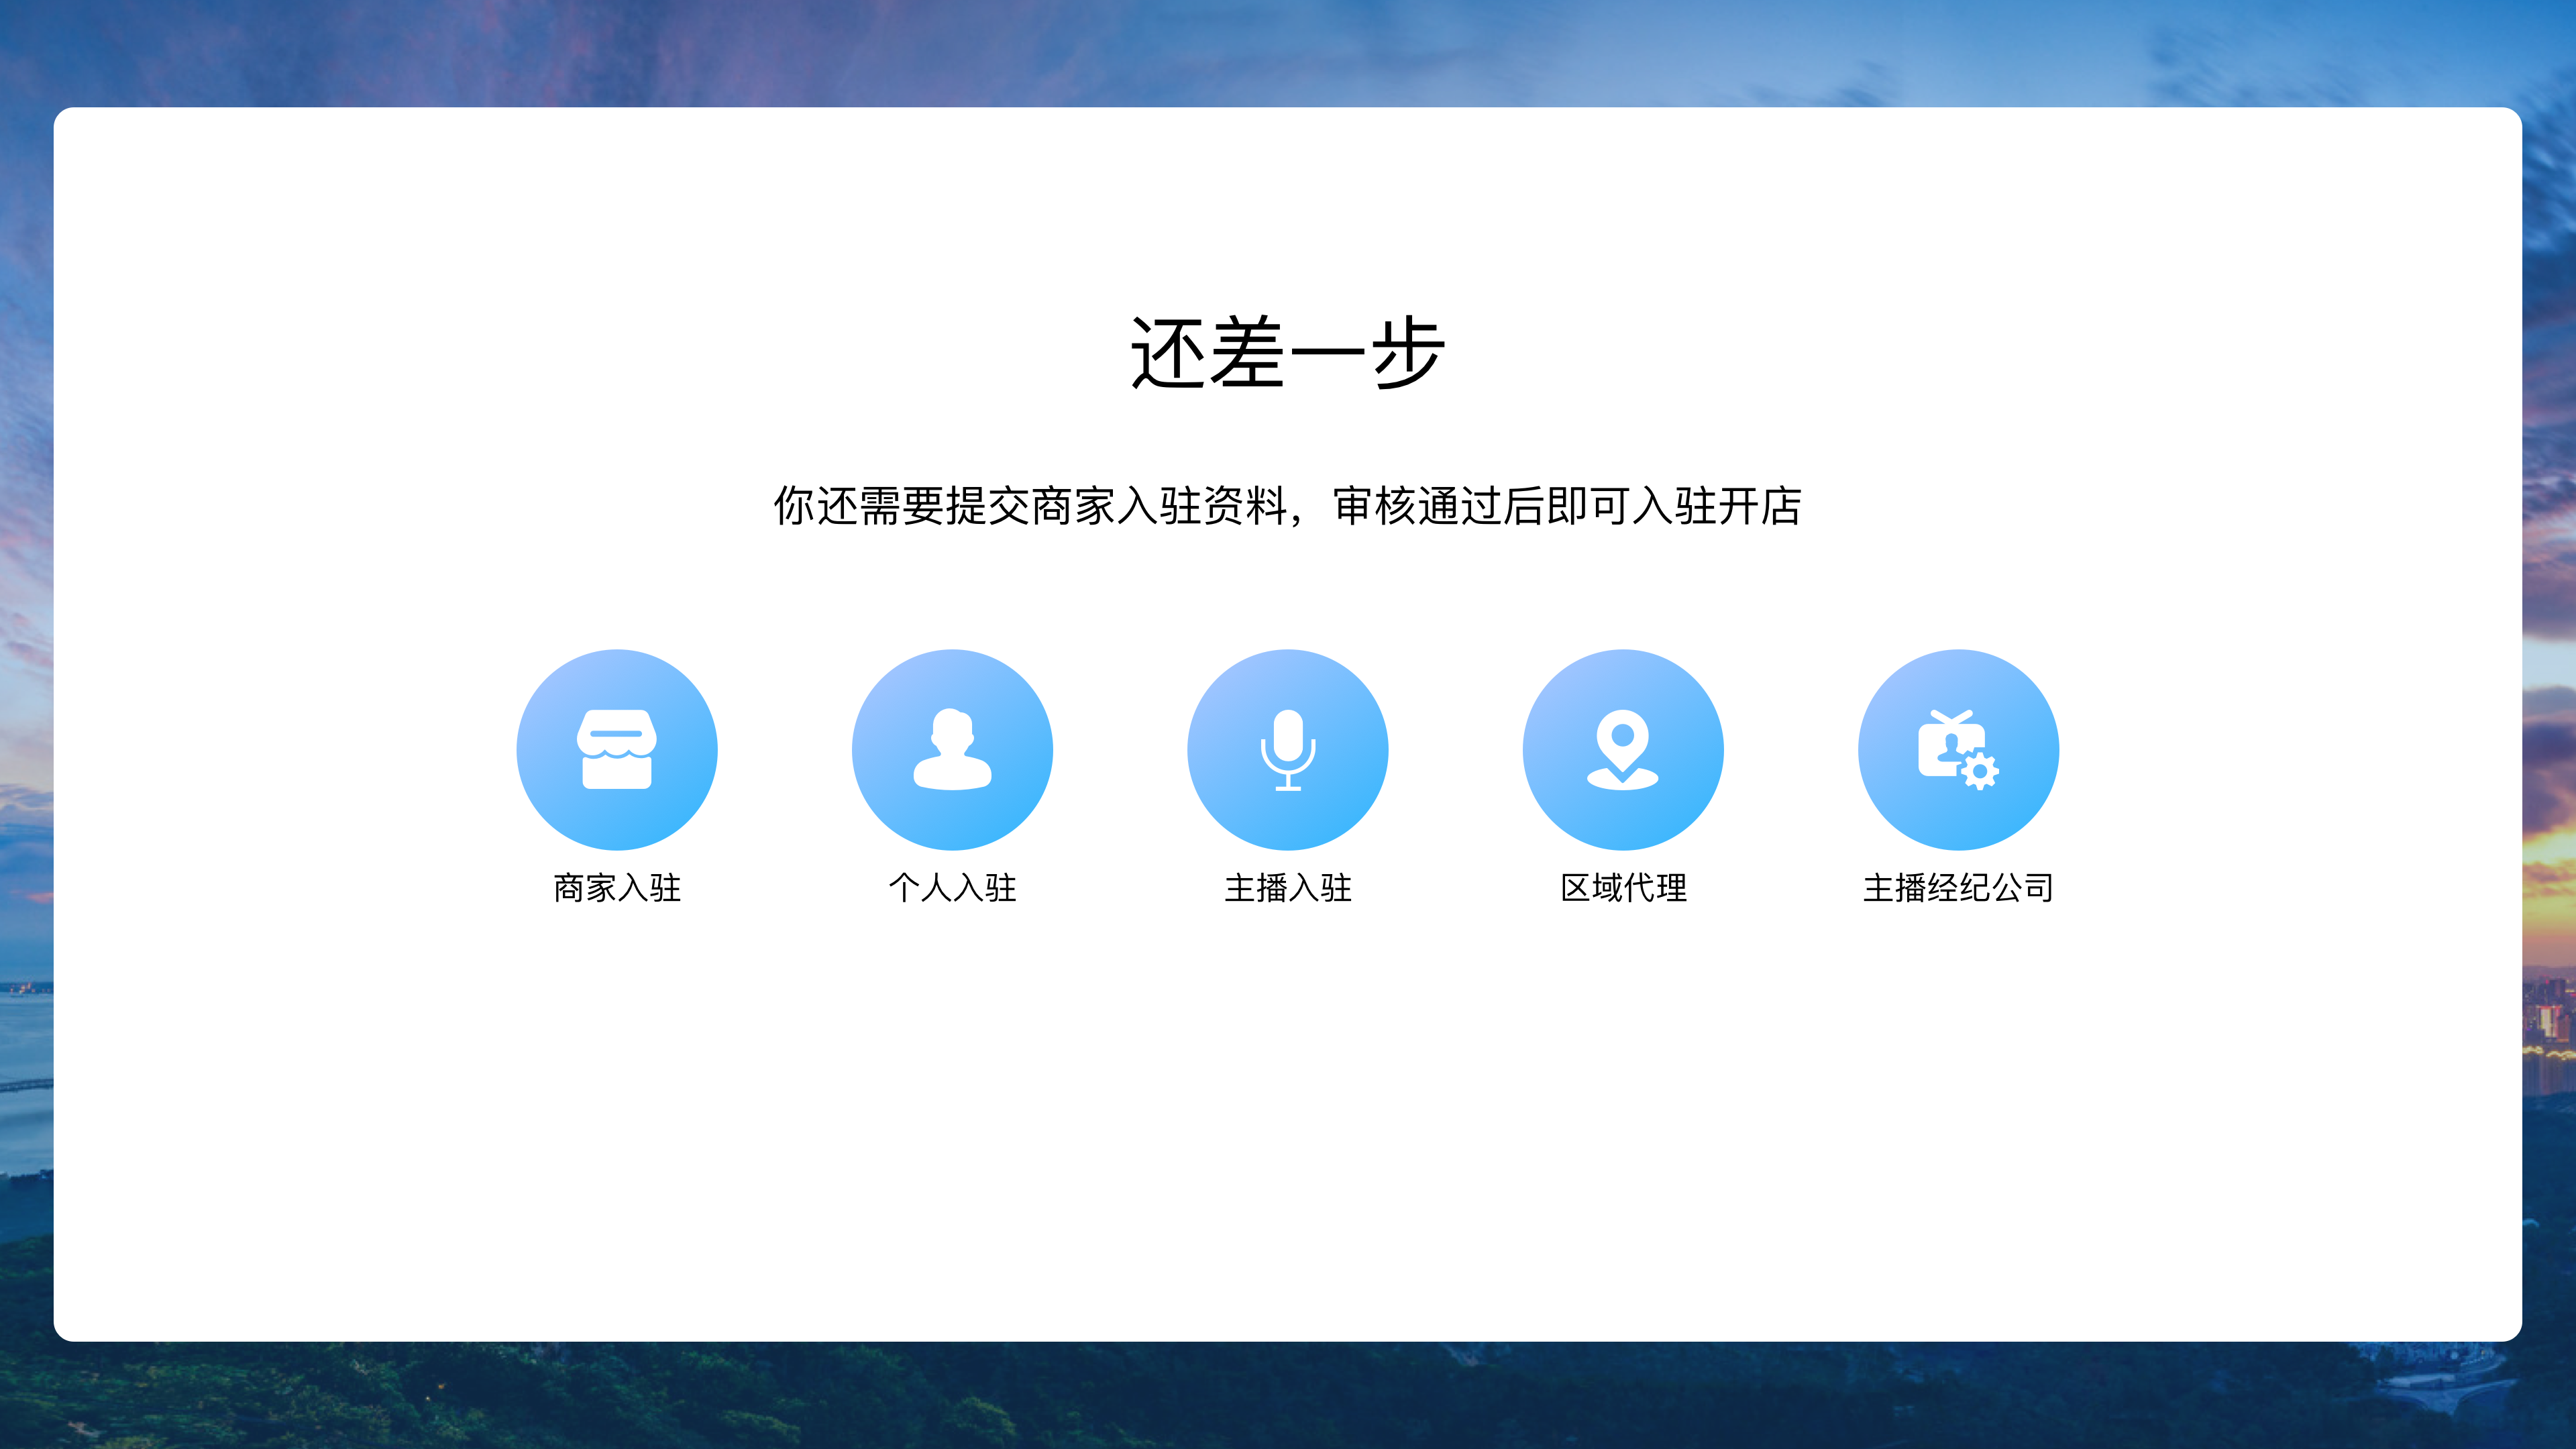 还差一步
你还需要提交商家入驻资料，审核通过后即可入驻开店
商家入驻
个人入驻
主播入驻
区域代理
主播经纪公司